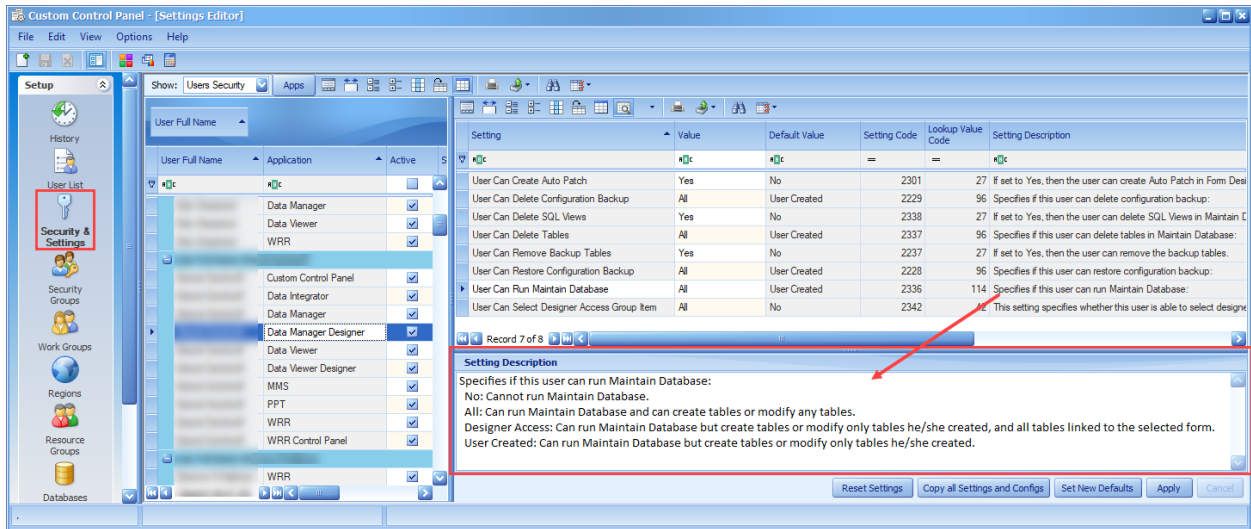 Custom Control Panel - [Settings Editor]
File Edit View Options Help
Setup
History
User List
Security &
Settings
Security
Groups
Work Groups
Regions
Resource
Groups
Databases
Show: Users Security Apps
User Full Name
User Full Name Application Active S
Data Manager
Data Viewer
WRR
Custom Control Panel
Data Integrator
Data Manager
Data Manager Designer
Data Viewer
Data Viewer Designer
MMS
PPT
WRR
WRR Control Panel
WRR
Setting Value Default Value Setting Code Lookup Value Code Setting Description
= =
User Can Create Auto Patch Yes No 2301 27 If set to Yes, then the user can create Auto Patch in Form Desi
User Can Delete Configuration Backup All User Created 2229 96 Specifies if this user can delete configuration backup:
User Can Delete SQL Views Yes No 2338 27 If set to Yes, then the user can delete SQL Views in Maintain D
User Can Delete Tables All User Created 2337 96 Specifies if this user can delete tables in Maintain Database:
User Can Remove Backup Tables Yes No 2237 27 If set to Yes, then the user can remove the backup tables.
User Can Restore Configuration Backup All User Created 2228 96 Specifies if this user can restore configuration backup:
User Can Run Maintain Database All User Created 2336 114 Specifies if this user can run Maintain Database:
User Can Select Designer Access Group Item All No 2342 This setting specifies whether this user is able to select designe
Record 7 of 8
Setting Description
Specifies if this user can run Maintain Database:
No: Cannot run Maintain Database.
All: Can run Maintain Database and can create tables or modify any tables.
Designer Access: Can run Maintain Database but create tables or modify only tables he/she created, and all tables linked to the selected form.
User Created: Can run Maintain Database but create tables or modify only tables he/she created.
Reset Settings Copy all Settings and Configs Set New Defaults Apply Cancel